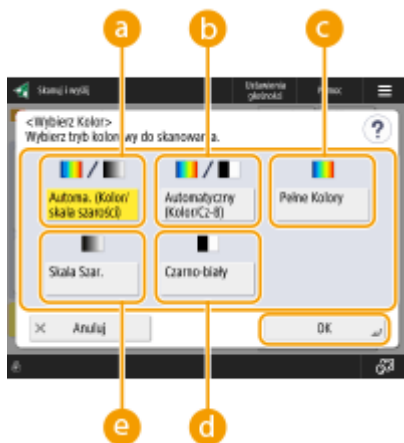 a b c
Skanuj i wyślij Ustawienia głośności Pomoc
<Wybierz Kolor>
Wybierz tryb kolorowy do skanowania.
?
Automa. (Kolor/ Automatyczny Pełne Kolory
skala szarości) (Kolor/Cz-B)
Skala Szar. Czarno-biały
× Anuluj OK
e d